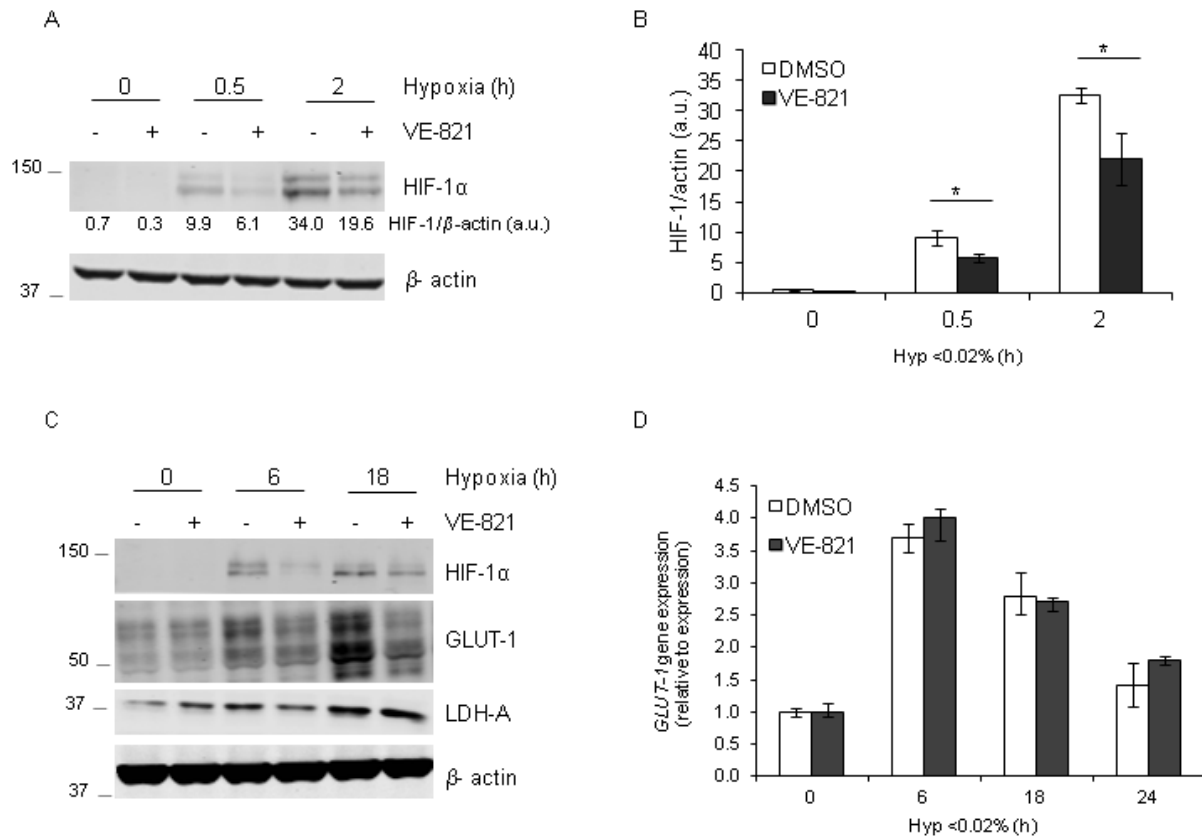 A
0 0.5 2 Hypoxia (h)
- + - + - + VE-821
150
HIF-1α
0.7 0.3 9.9 6.1 34.0 19.6 HIF-1/β-actin (a.u.)
β- actin
37
B
40
35
30
25
20
15
10
5
0
HIF-1/actin (a.u.)
DMSO
VE-821
*
*
0 0.5 2
Hyp <0.02% (h)
C
0 6 18 Hypoxia (h)
- + - + - + VE-821
150
HIF-1α
GLUT-1
50
37
LDH-A
β- actin
37
D
4.5
4.0
3.5
3.0
2.5
2.0
1.5
1.0
0.5
0.0
GLUT-1 gene expression
(relative to expression)
DMSO
VE-821
0 6 18 24
Hyp <0.02% (h)